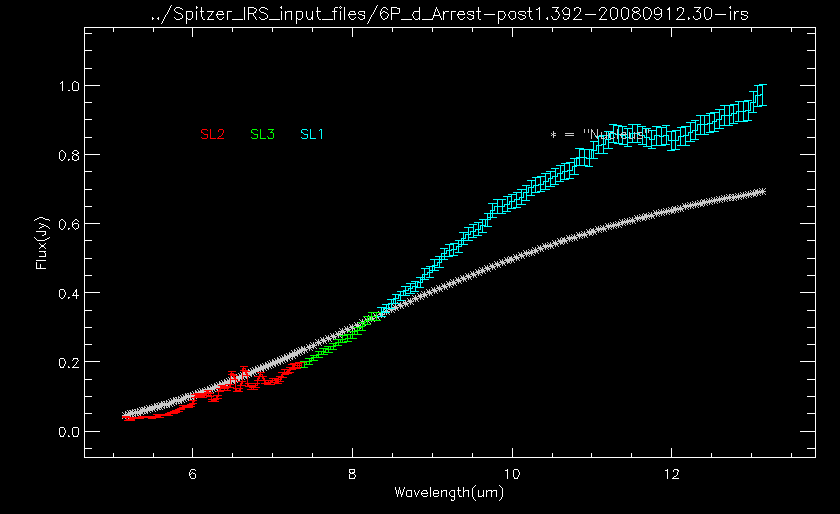 ../Spitzer_IRS_input_files/6P_d_Arrest-post1.392-20080912.30-irs
1.0
SL2 SL3 SL1 * =
0.8
0.6
Flux(Jy)
0.4
0.2
0.0
6 8 10 12
Wavelength(um)